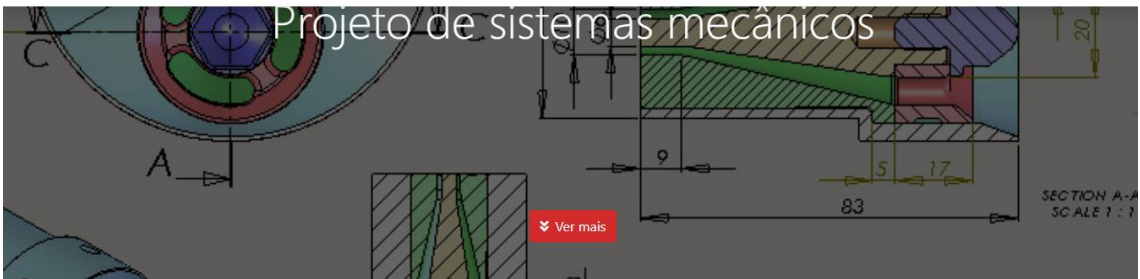 Projeto de sistemas mecânicos
C
C
20
A
9
5
17
83
SECTION A-A
SCALE 1 : 1
Ver mais